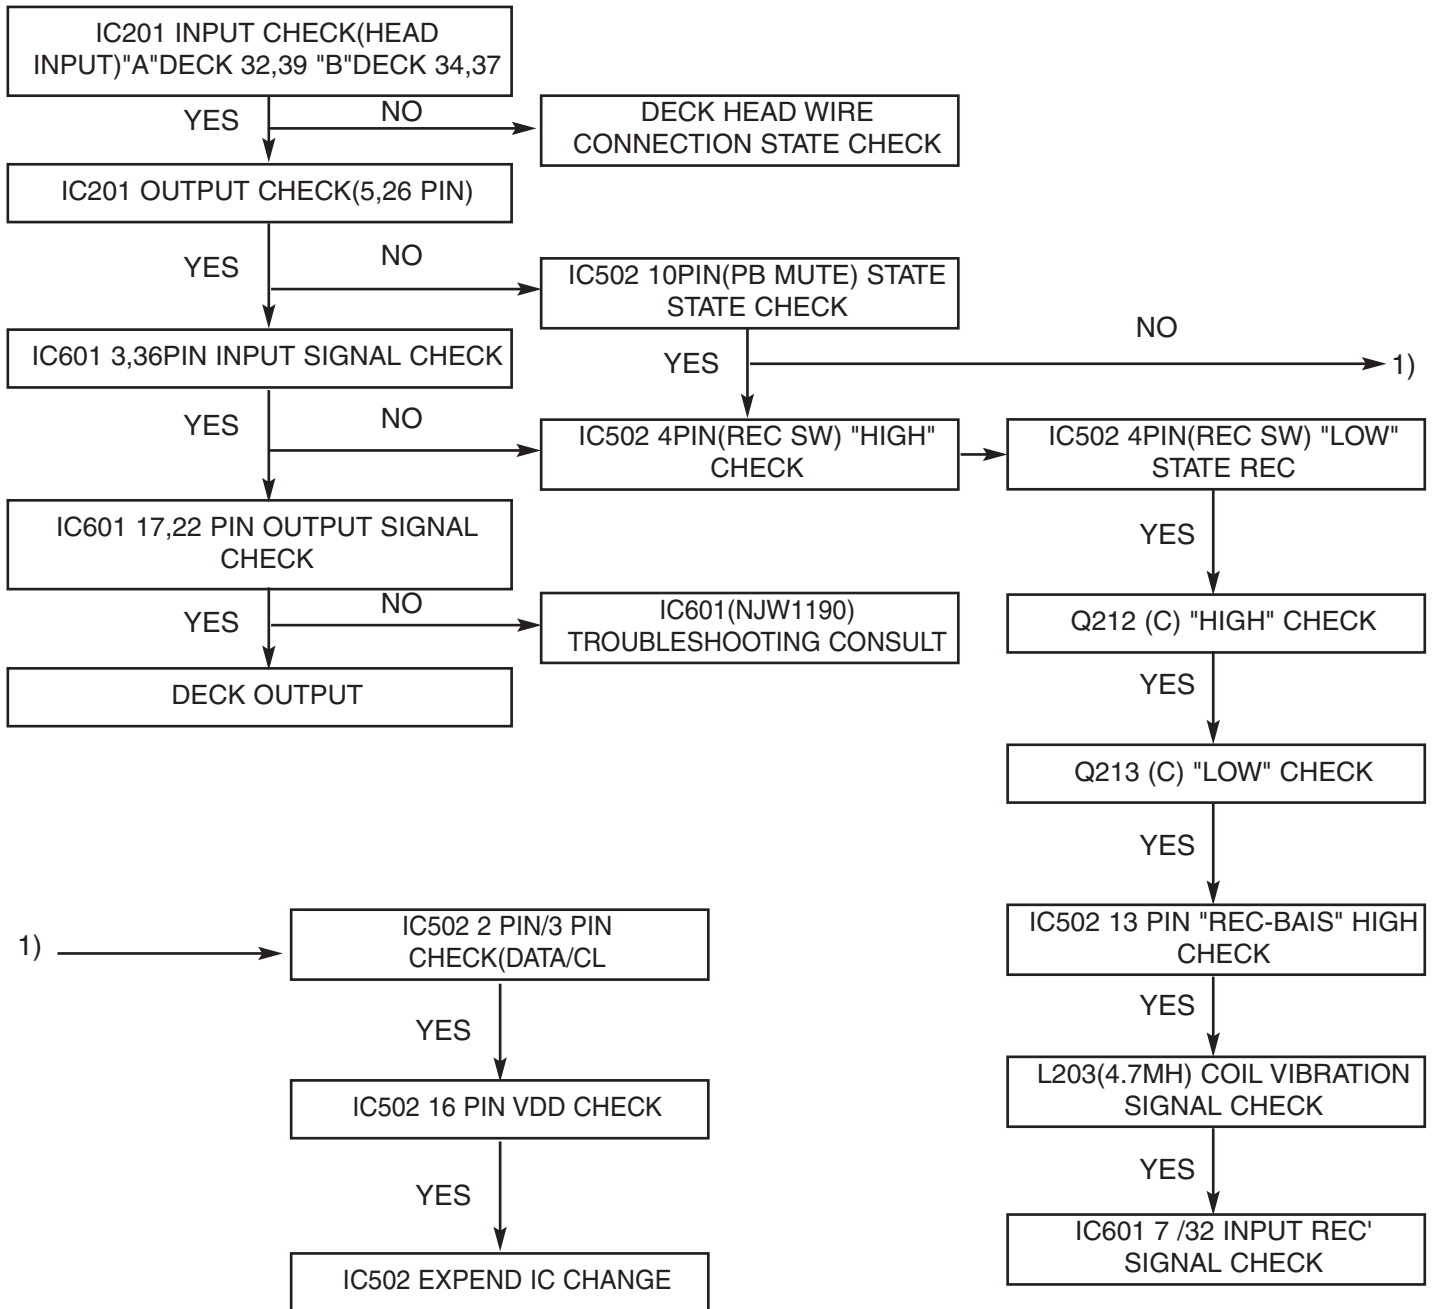 IC201 INPUT CHECK(HEAD
INPUT)"A"DECK 32,39 "B"DECK 34,37
YES
NO
DECK HEAD WIRE
CONNECTION STATE CHECK
IC201 OUTPUT CHECK(5,26 PIN)
YES
NO
IC502 10PIN(PB MUTE) STATE
STATE CHECK
YES
NO
1)
IC601 3,36PIN INPUT SIGNAL CHECK
YES
NO
IC502 4PIN(REC SW) "HIGH"
CHECK
IC502 4PIN(REC SW) "LOW"
STATE REC
YES
IC601 17,22 PIN OUTPUT SIGNAL
CHECK
YES
NO
IC601(NJW1190)
TROUBLESHOOTING CONSULT
DECK OUTPUT
Q212 (C) "HIGH" CHECK
YES
Q213 (C) "LOW" CHECK
YES
IC502 13 PIN "REC-BAIS" HIGH
CHECK
YES
L203(4.7MH) COIL VIBRATION
SIGNAL CHECK
YES
IC601 7 /32 INPUT REC'
SIGNAL CHECK
1)
IC502 2 PIN/3 PIN
CHECK(DATA/CL
YES
IC502 16 PIN VDD CHECK
YES
IC502 EXPEND IC CHANGE